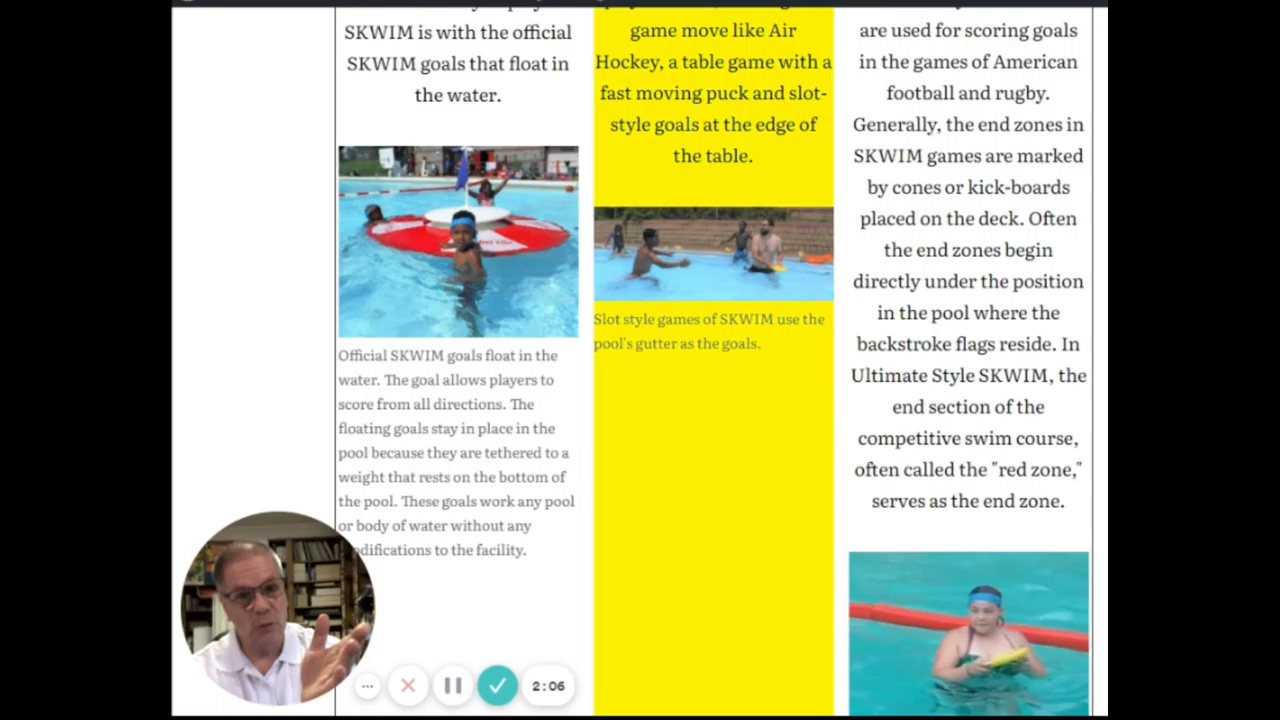 SKWIM is with the official
SKWIM goals that float in
the water.
Official SKWIM goals float in the
water. The goal allows players to
score from all directions. The
floating goals stay in place in the
pool because they are tethered to a
weight that rests on the bottom of
the pool. These goals work any pool
or body of water without any
difications to the facility.
game move like Air
Hockey, a table game with a
fast moving puck and slot-
style goals at the edge of
the table.
Slot style games of SKWIM use the
pool's gutter as the goals.
are used for scoring goals
in the games of American
football and rugby.
Generally, the end zones in
SKWIM games are marked
by cones or kick-boards
placed on the deck. Often
the end zones begin
directly under the position
in the pool where the
backstroke flags reside. In
Ultimate Style SKWIM, the
end section of the
competitive swim course,
often called the "red zone,"
serves as the end zone.
2:06